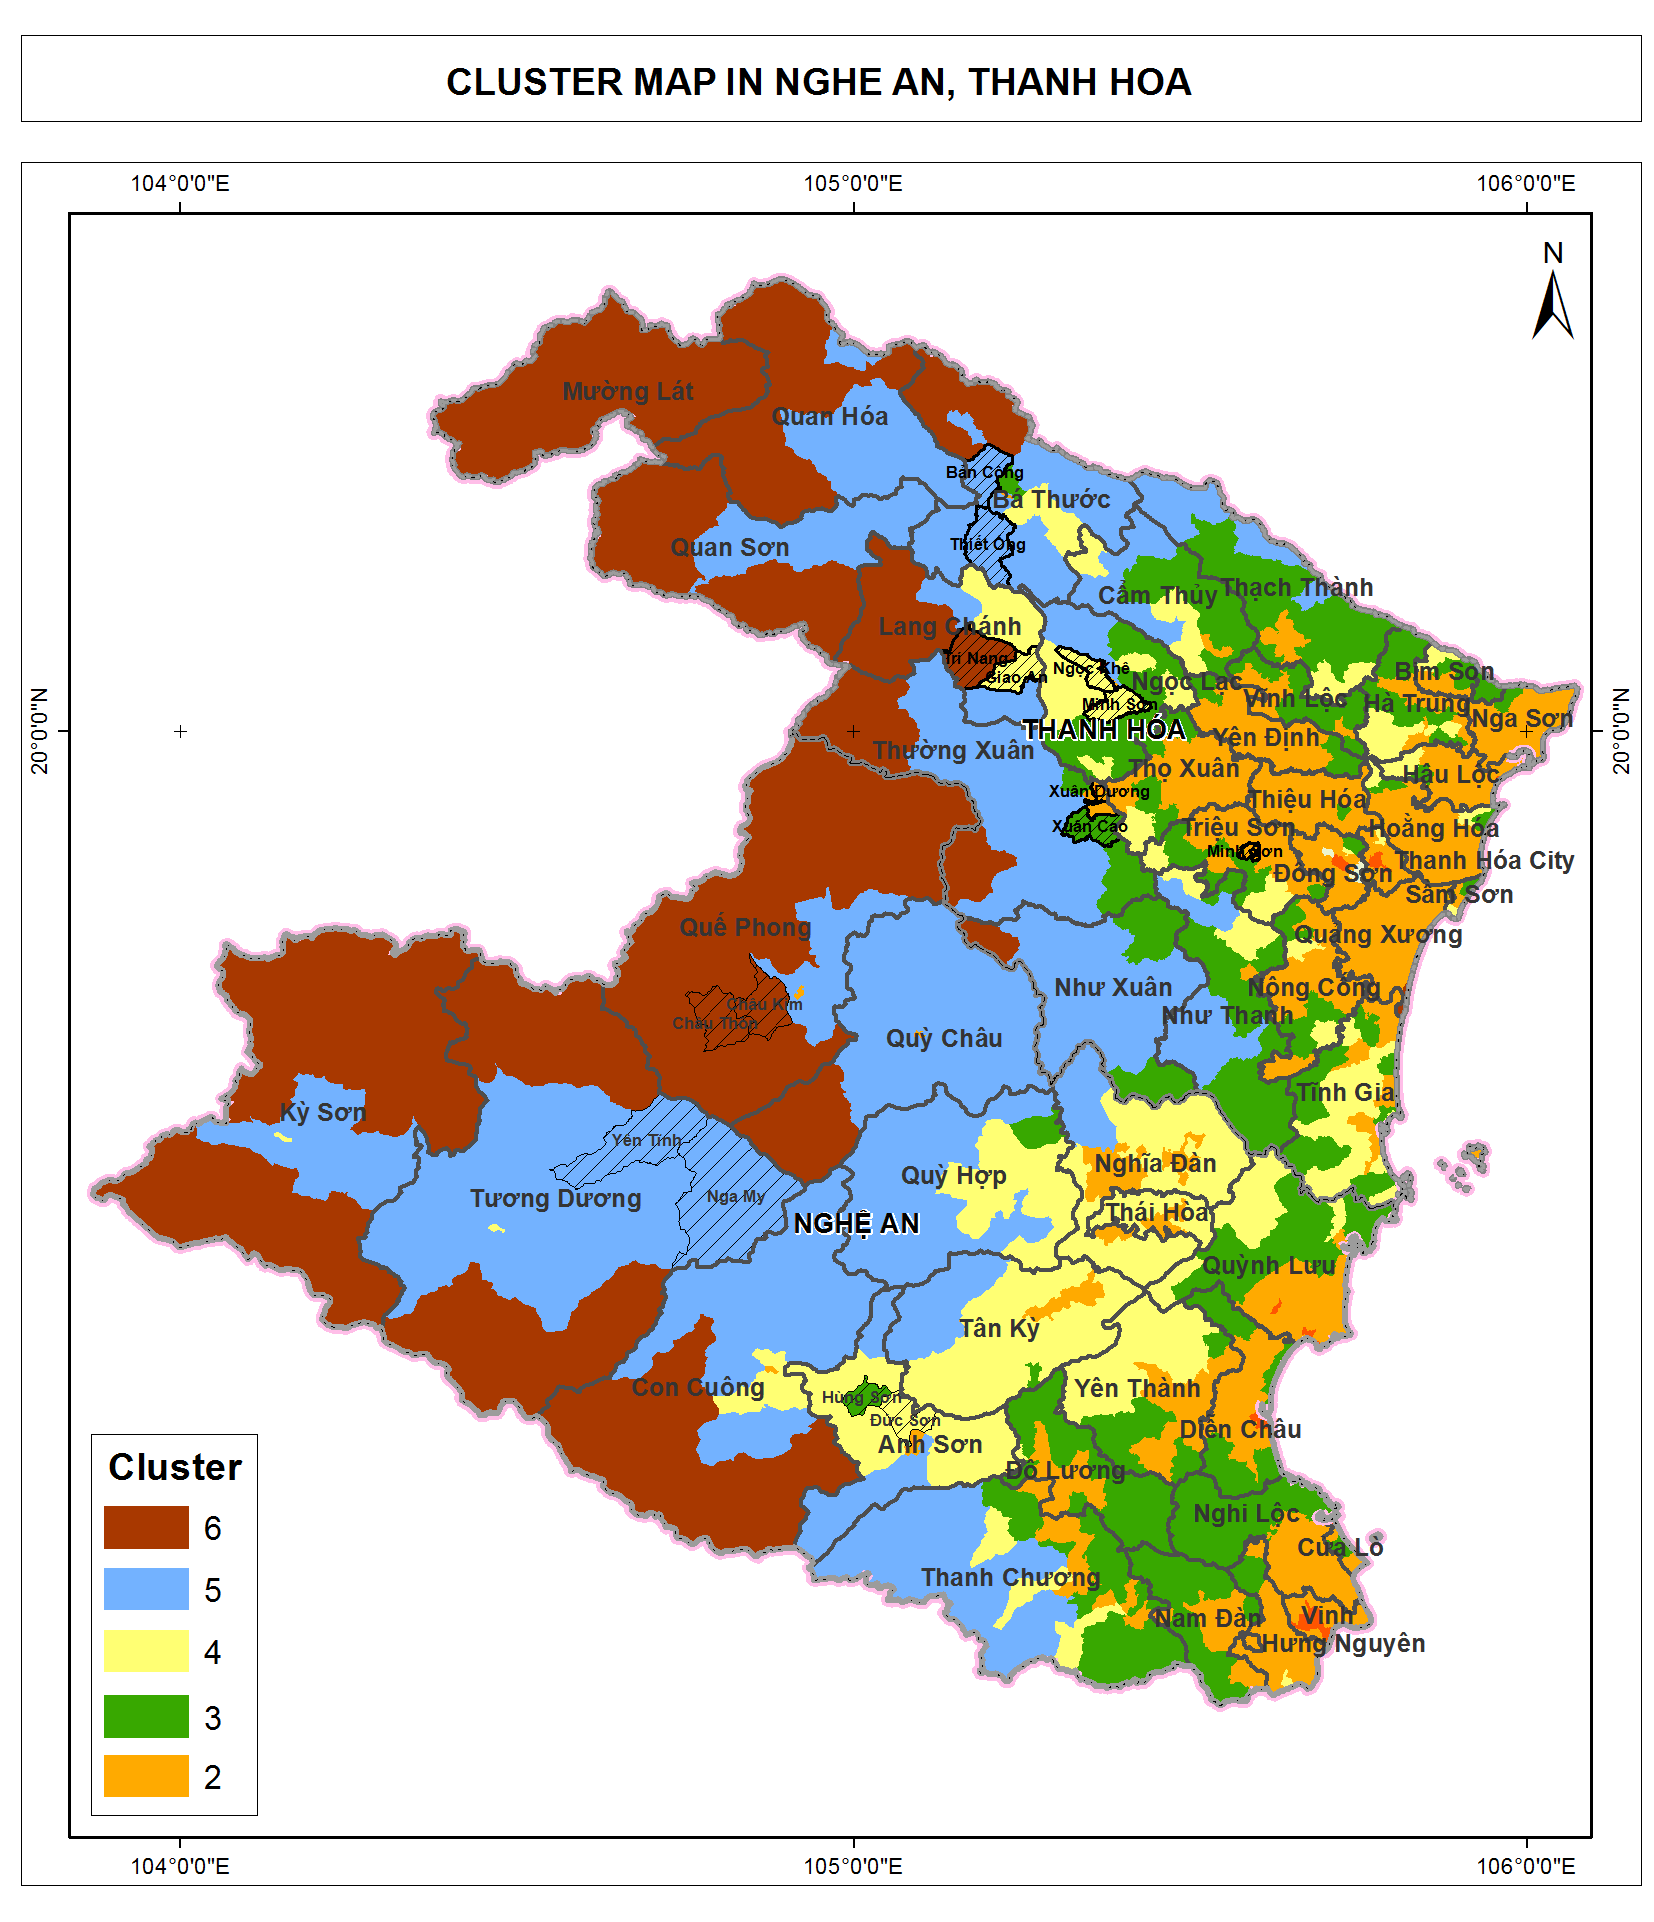 CLUSTER MAP IN NGHE AN, THANH HOA
104°0'0"E
105°0'0"E
106°0'0"E
N
Mường Lát
Quan Hóa
Bản Công
Bá Thước
Quan Sơn
Thiết Ống
Cẩm Thủy
Thạch Thành
Lang Chánh
Trí Nang
Giao An
Ngọc Khê
Ngọc Lạc
Minh Sơn
Bỉm Sơn
Vĩnh Lộc
Hà Trung
Nga Sơn
20°0'0"N
20°0'0"N
THANH HÓA
Yên Định
Thường Xuân
Thọ Xuân
Hậu Lộc
Xuân Dương
Thiệu Hóa
Xuân Cao
Triệu Sơn
Hoằng Hóa
Minh Sơn
Thanh Hóa City
Đông Sơn
Sầm Sơn
Quế Phong
Quảng Xương
Như Xuân
Nông Cống
Châu Kim
Châu Thôn
Như Thanh
Quỳ Châu
Tĩnh Gia
Kỳ Sơn
Yên Tĩnh
Nghĩa Đàn
Quỳ Hợp
Tương Dương
Nga My
Thái Hòa
NGHỆ AN
Quỳnh Lưu
Tân Kỳ
Con Cuông
Yên Thành
Hùng Sơn
Đức Sơn
Diễn Châu
Anh Sơn
Đô Lương
Nghi Lộc
Cửa Lò
Thanh Chương
Nam Đàn
Vinh
Hưng Nguyên
Cluster
6
5
4
3
2
104°0'0"E
105°0'0"E
106°0'0"E